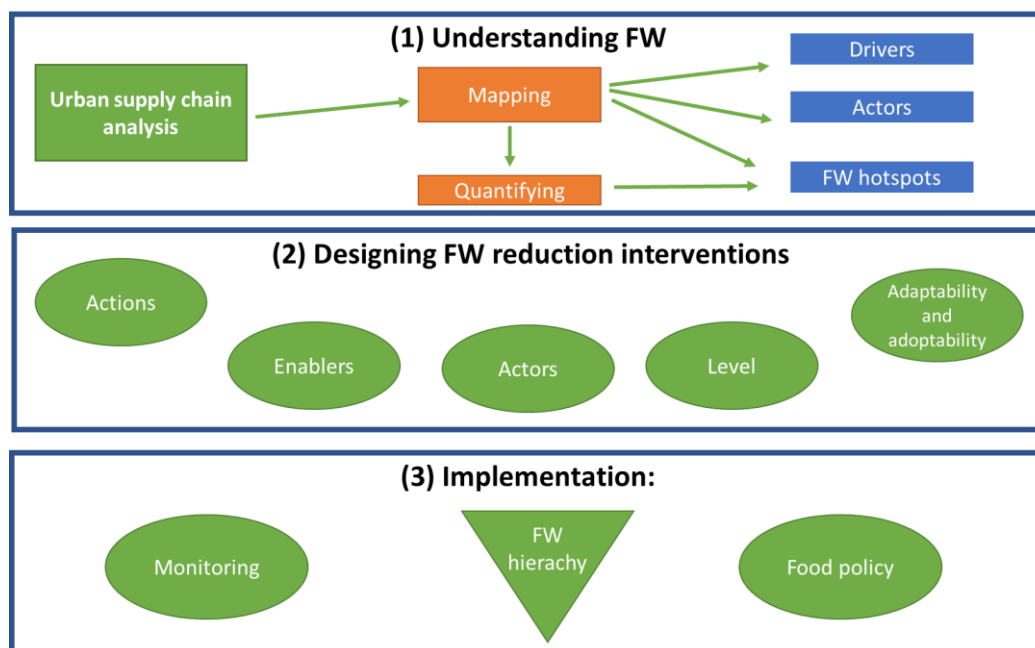 (1) Understanding FW
Urban supply chain
analysis
Mapping
Quantifying
Drivers
Actors
FW hotspots
(2) Designing FW reduction interventions
Actions
Enablers
Actors
Level
Adaptability
and
adoptability
(3) Implementation:
Monitoring
FW
hierachy
Food policy